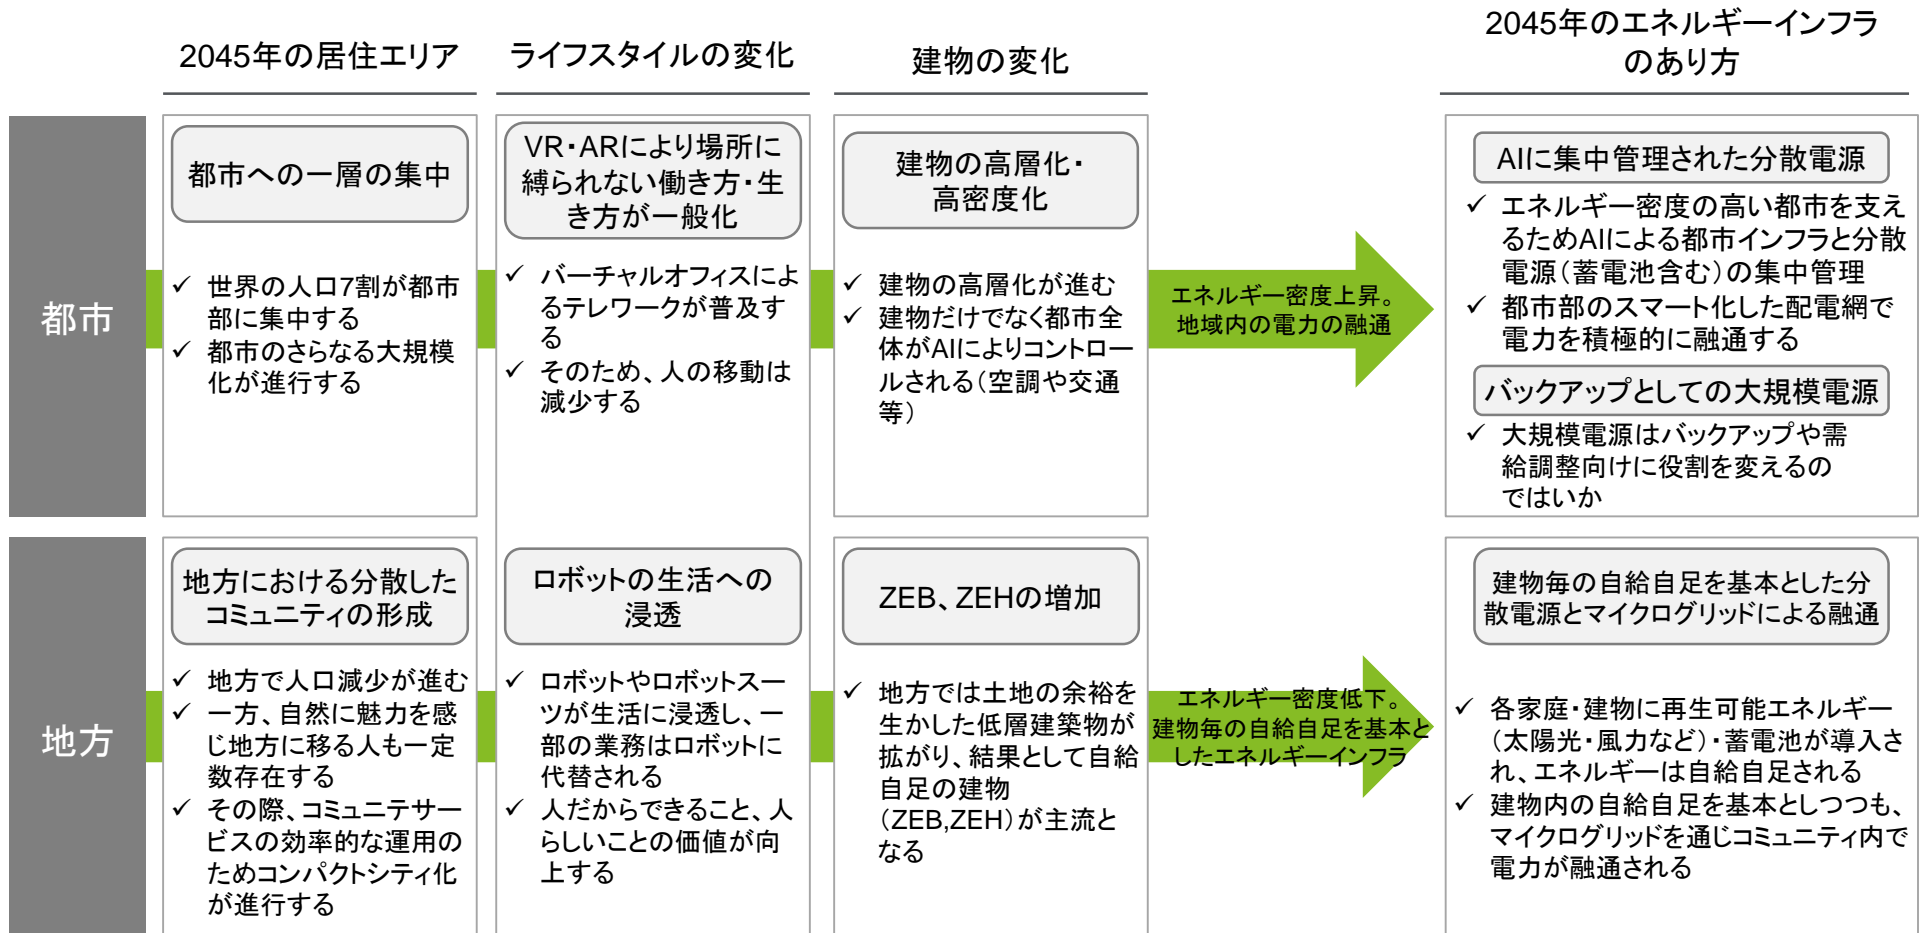 2045年の居住エリア
ライフスタイルの変化
建物の変化
2045年のエネルギーインフラ
のあり方
都市
都市への一層の集中
✓ 世界の人口7割が都市
部に集中する
✓ 都市のさらなる大規模
化が進行する
VR・ARにより場所に
縛られない働き方・生
き方が一般化
✓ バーチャルオフィスによ
るテレワークが普及す
る
✓ そのため、人の移動は
減少する
建物の高層化・
高密度化
✓ 建物の高層化が進む
✓ 建物だけでなく都市全
体がAIによりコントロー
ルされる（空調や交通
等）
エネルギー密度上昇。
地域内の電力の融通
AIに集中管理された分散電源
✓ エネルギー密度の高い都市を支え
るためAIによる都市インフラと分散
電源（蓄電池含む）の集中管理
✓ 都市部のスマート化した配電網で
電力を積極的に融通する
バックアップとしての大規模電源
✓ 大規模電源はバックアップや需
給調整向けに役割を変えるの
ではいか
地方
地方における分散した
コミュニティの形成
✓ 地方で人口減少が進む
✓ 一方、自然に魅力を感
じ地方に移る人も一定
数存在する
✓ その際、コミュニテサー
ビスの効率的な運用の
ためコンパクトシティ化
が進行する
ロボットの生活への
浸透
✓ ロボットやロボットスー
ツが生活に浸透し、一
部の業務はロボットに
代替される
✓ 人だからできること、人
らしいことの価値が向
上する
ZEB、ZEHの増加
✓ 地方では土地の余裕を
生かした低層建築物が
拡がり、結果として自給
自足の建物
（ZEB,ZEH）が主流と
なる
エネルギー密度低下。
建物毎の自給自足を基本と
したエネルギーインフラ
建物毎の自給自足を基本とした分
散電源とマイクログリッドによる融通
✓ 各家庭・建物に再生可能エネルギー
（太陽光・風力など）・蓄電池が導入さ
れ、エネルギーは自給自足される
✓ 建物内の自給自足を基本としつつも、
マイクログリッドを通じコミュニティ内で
電力が融通される